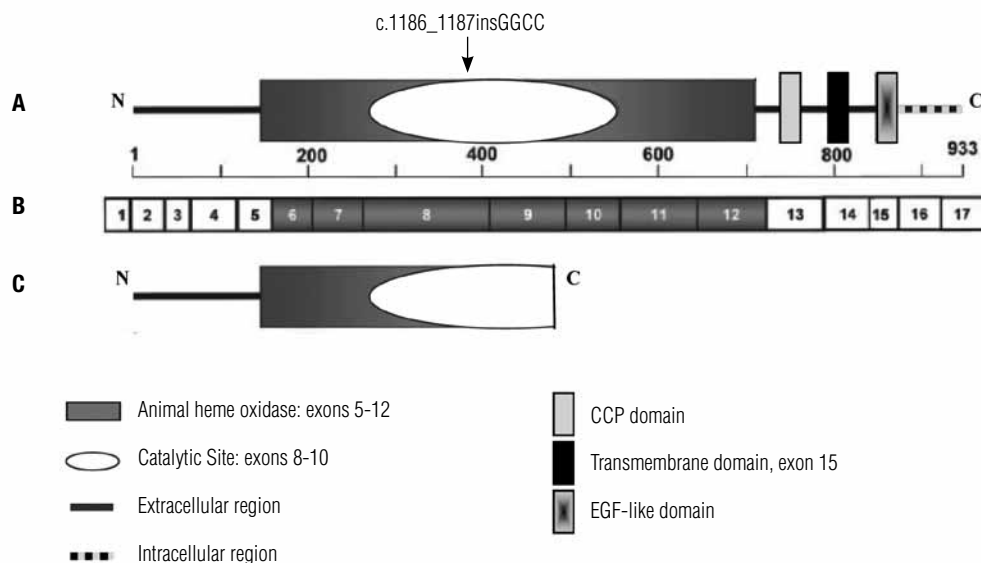 c.1186_1187insGGCC
A
N
C
1 200 400 600 800 933
B
1 2 3 4 5 6 7 8 9 10 11 12 13 14 15 16 17
C
N
C
Animal heme oxidase: exons 5-12
Catalytic Site: exons 8-10
Extracellular region
Intracellular region
CCP domain
Transmembrane domain, exon 15
EGF-like domain